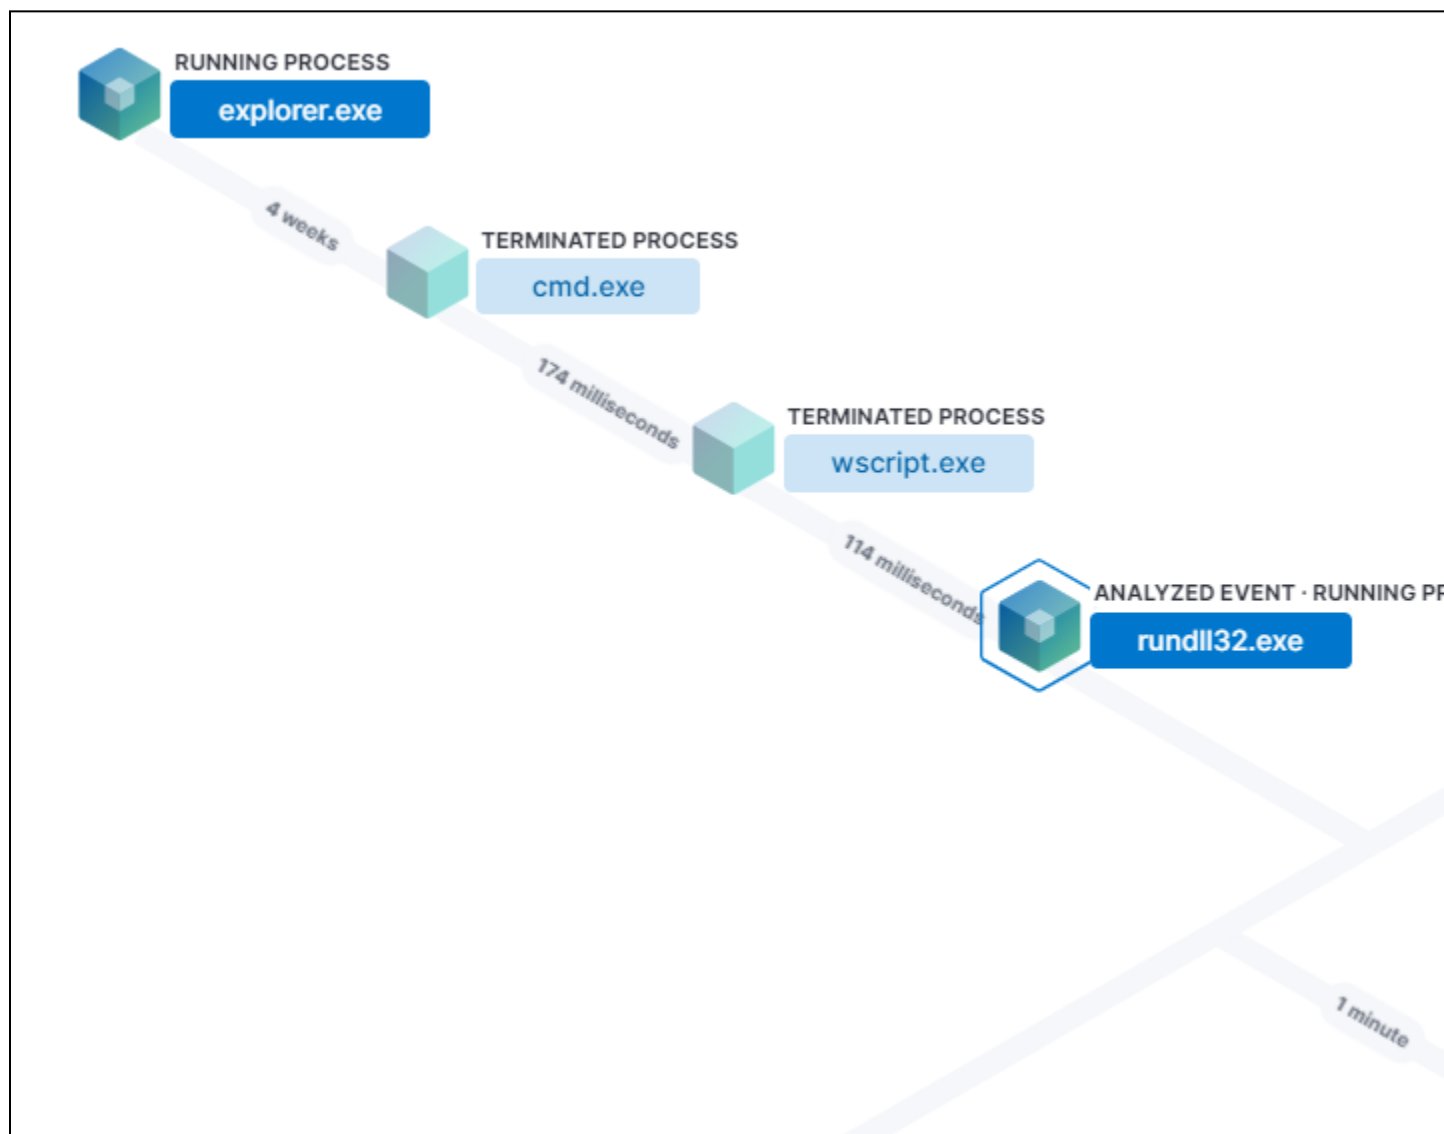 RUNNING PROCESS
explorer.exe
4 weeks
TERMINATED PROCESS
cmd.exe
174 milliseconds
TERMINATED PROCESS
wscript.exe
114 milliseconds
ANALYZED EVENT · RUNNING PR
rundll32.exe
1 minute